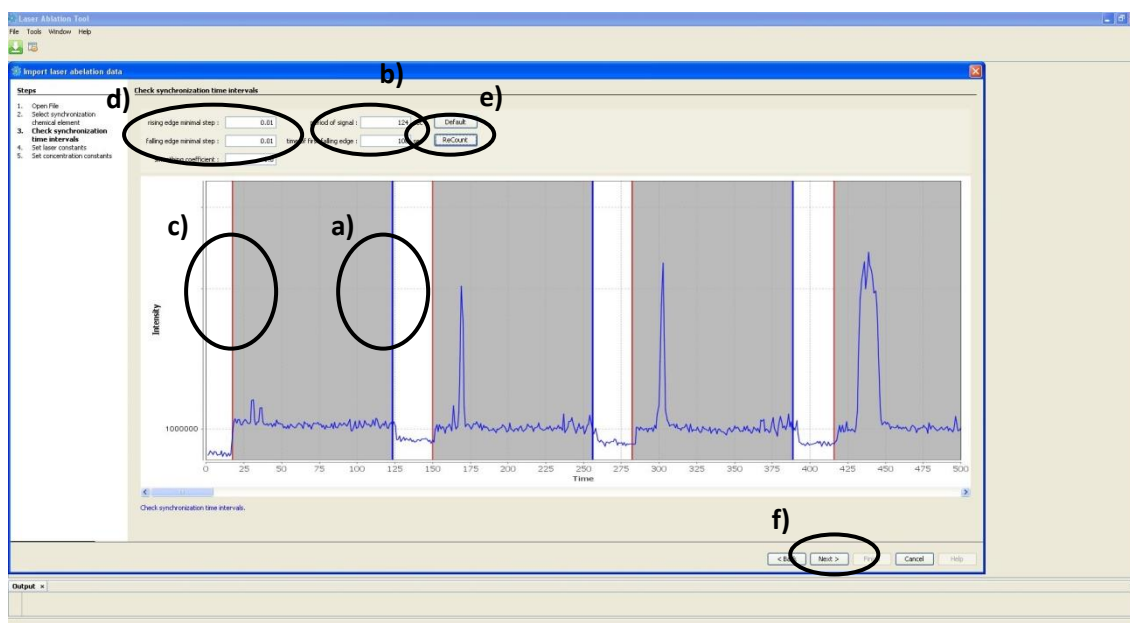 Laser Ablation Tool
File Tools Window Help
Import laser abelation data
b)
Steps
Check synchronization time intervals
d)
e)
1. Open File
2. Select synchronization
chemical element
3. Check synchronization
time intervals
4. Set laser constants
5. Set concentration constants
rising edge minimal step : 0.01
of signal : 124
Default
falling edge minimal step : 0.01
first falling edge :
ReCount
coefficient :
c)
a)
Intensity
1000000
0 25 50 75 100 125 150 175 200 225 250 275 300 325 350 375 400 425 450 475 500
Time
Check synchronization time intervals.
f)
Next >
Cancel
Help
Output ×